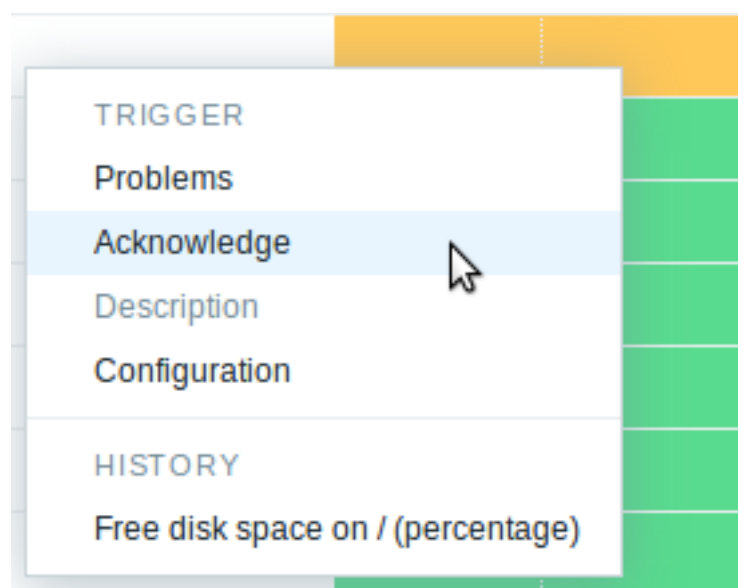 TRIGGER
Problems
Acknowledge
Description
Configuration
HISTORY
Free disk space on / (percentage)